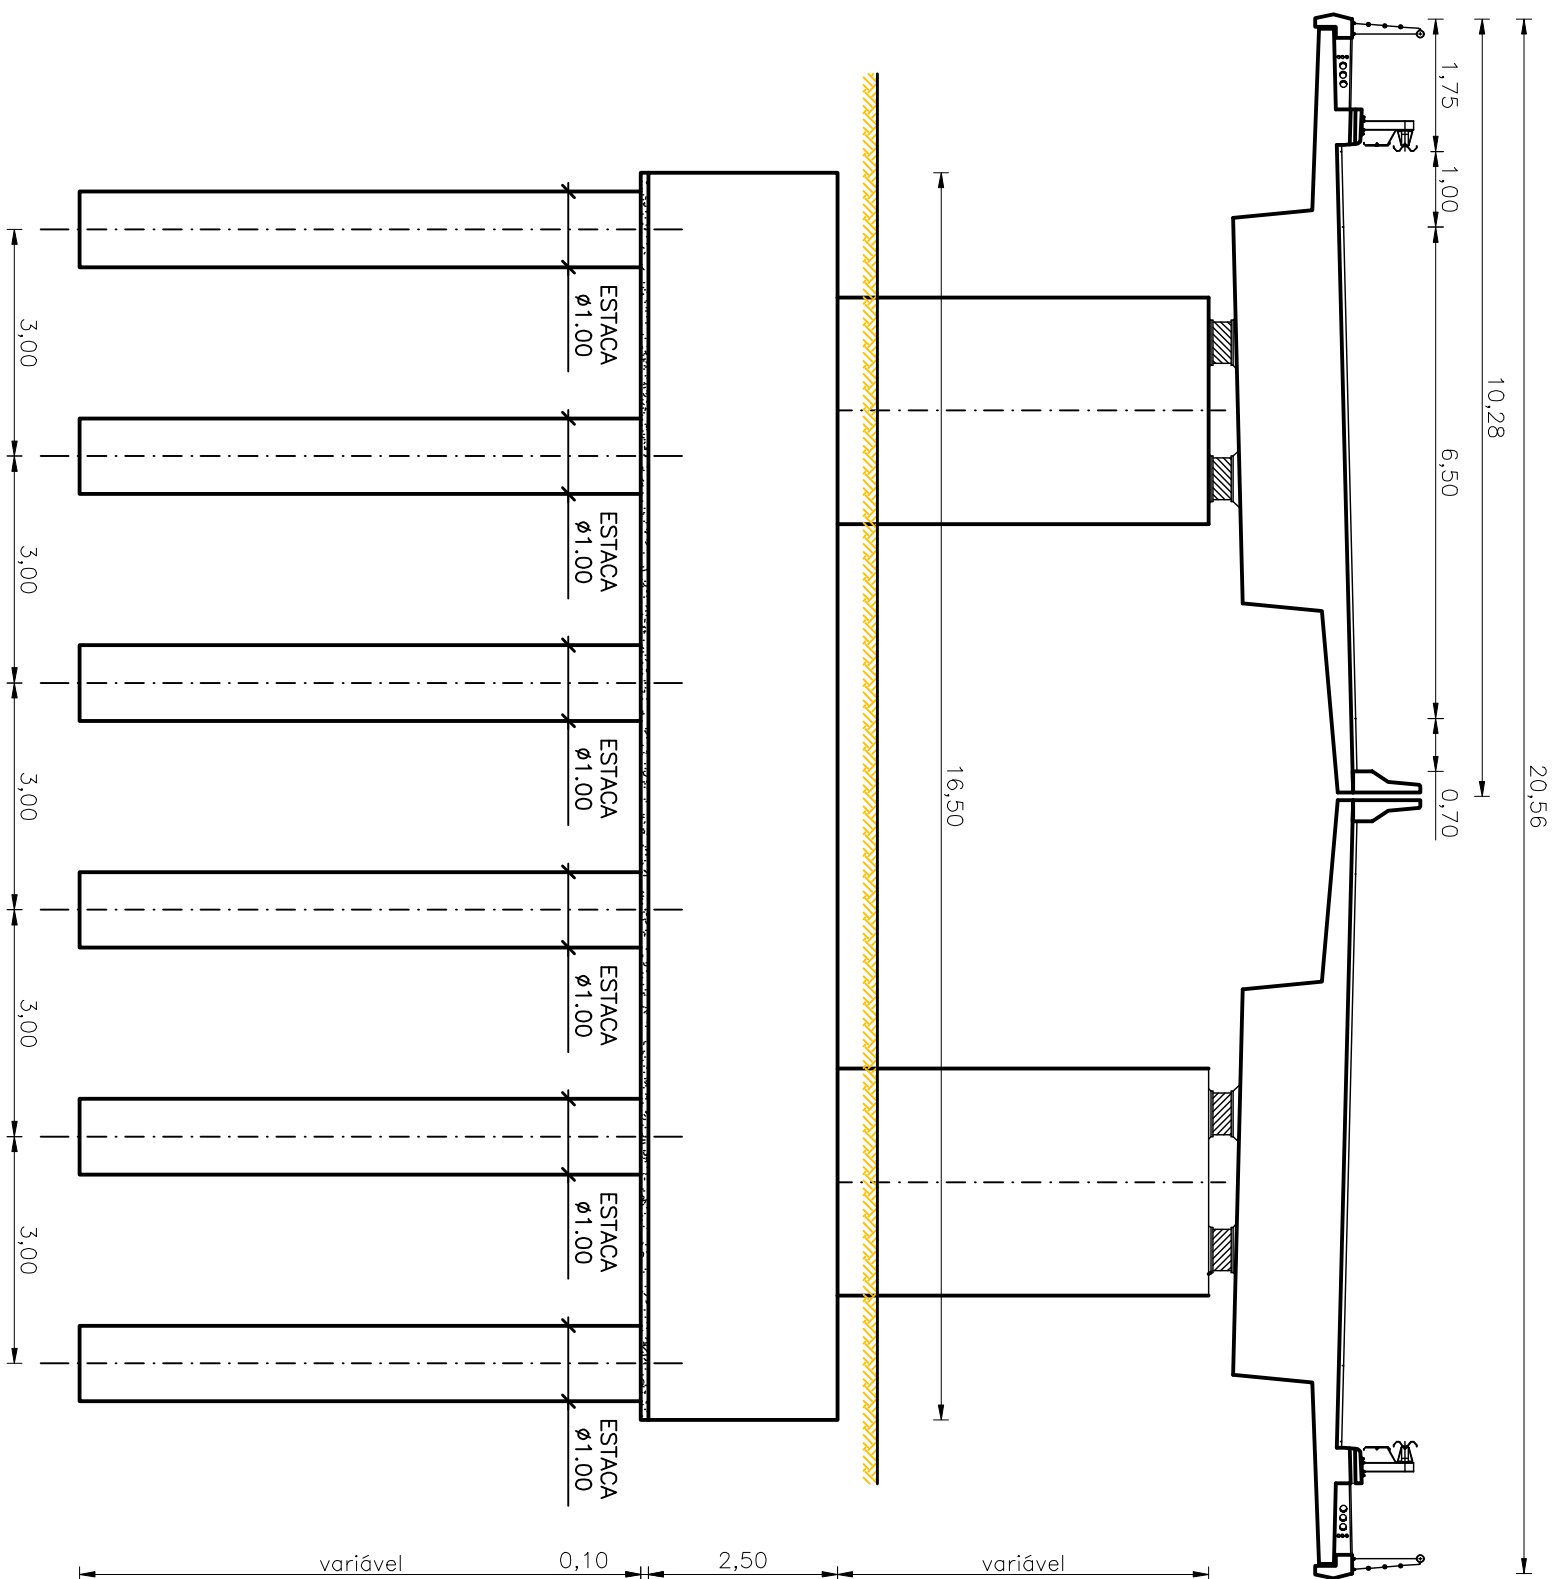 20,56
10,28
1,75
1,00
6,50
0,70
16,50
variável
2,50
0,10
variável
ESTACA
ø1.00
ESTACA
ø1.00
ESTACA
ø1.00
ESTACA
ø1.00
ESTACA
ø1.00
ESTACA
ø1.00
3,00
3,00
3,00
3,00
3,00